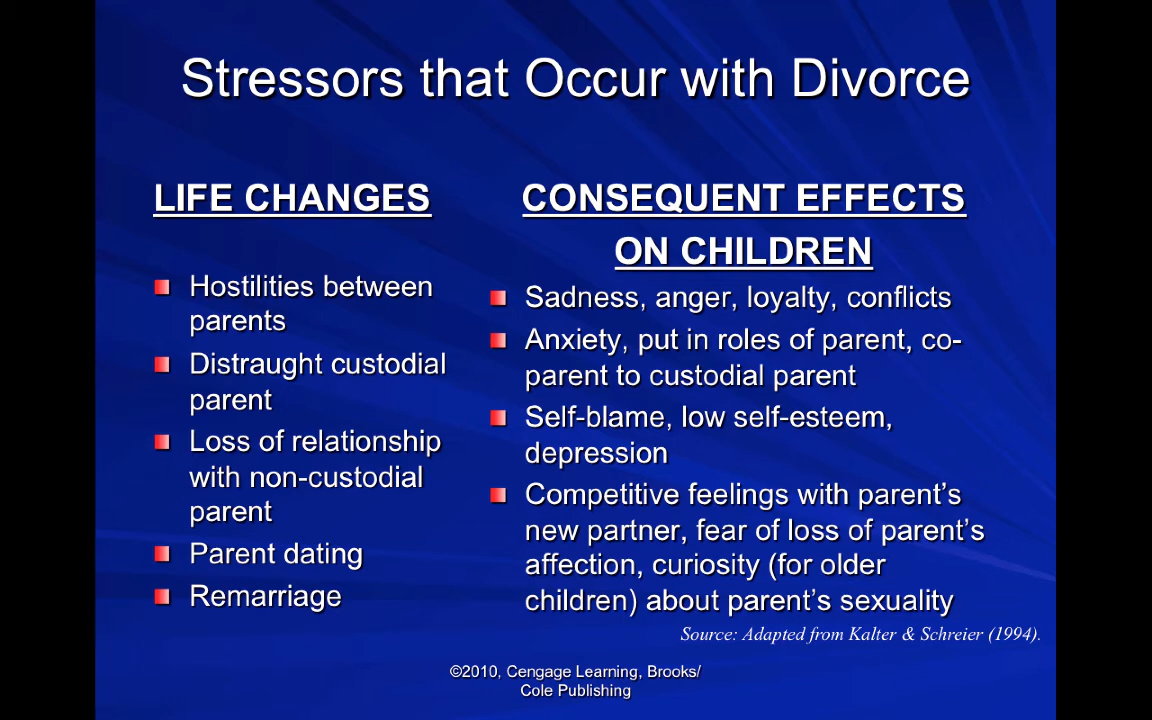 Stressors that Occur with Divorce
LIFE CHANGES
Hostilities between
parents
Distraught custodial
parent
Loss of relationship
with non-custodial
parent
Parent dating
Remarriage
CONSEQUENT EFFECTS
ON CHILDREN
Sadness, anger, loyalty, conflicts
Anxiety, put in roles of parent, co-
parent to custodial parent
Self-blame, low self-esteem,
depression
Competitive feelings with parent’s
new partner, fear of loss of parent’s
affection, curiosity (for older
children) about parent’s sexuality
Source: Adapted from Kalter & Schreier (1994).
©2010, Cengage Learning, Brooks/
Cole Publishing